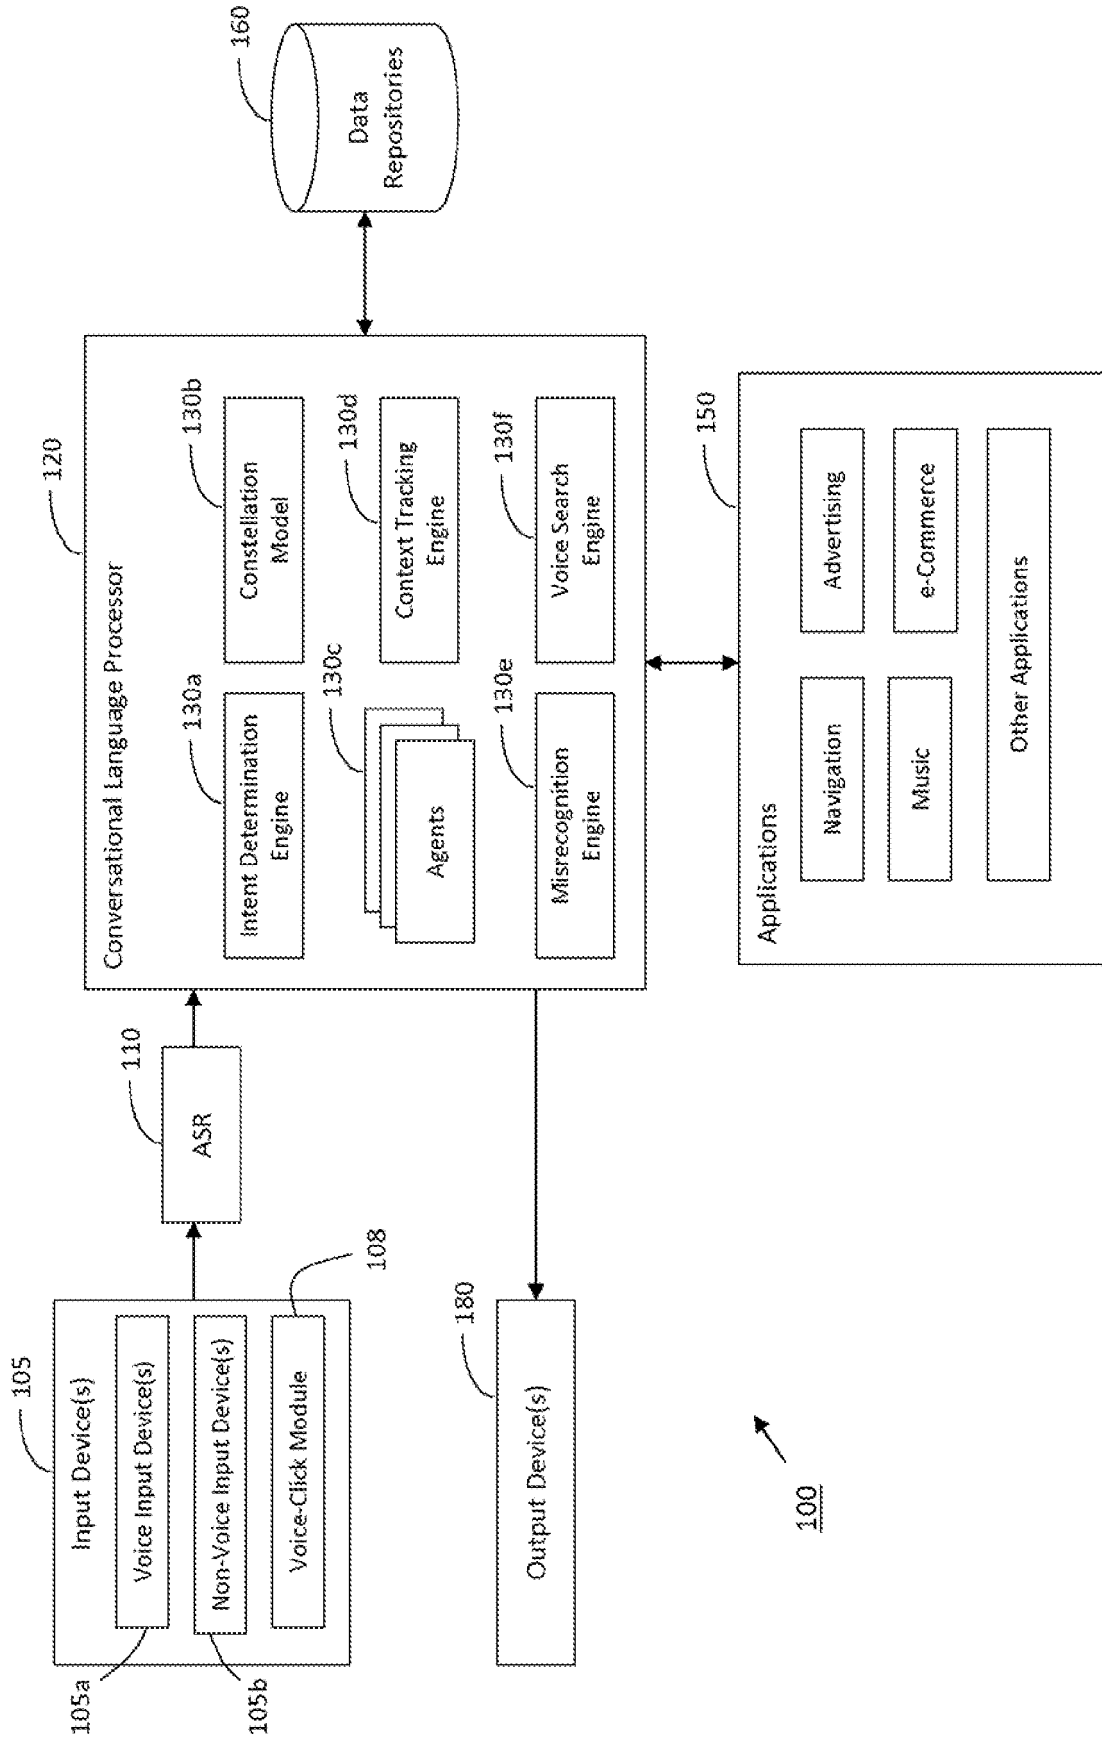 105
Input Device(s)
105a
Voice Input Device(s)
105b
Non-Voice Input Device(s)
Voice-Click Module
108
110
ASR
120
Conversational Language Processor
130a
Intent Determination
Engine
130b
Constellation
Model
130c
Agents
130d
Context Tracking
Engine
130e
Misrecognition
Engine
130f
Voice Search
Engine
160
Data
Repositories
180
Output Device(s)
150
Applications
Navigation
Advertising
Music
e-Commerce
Other Applications
100